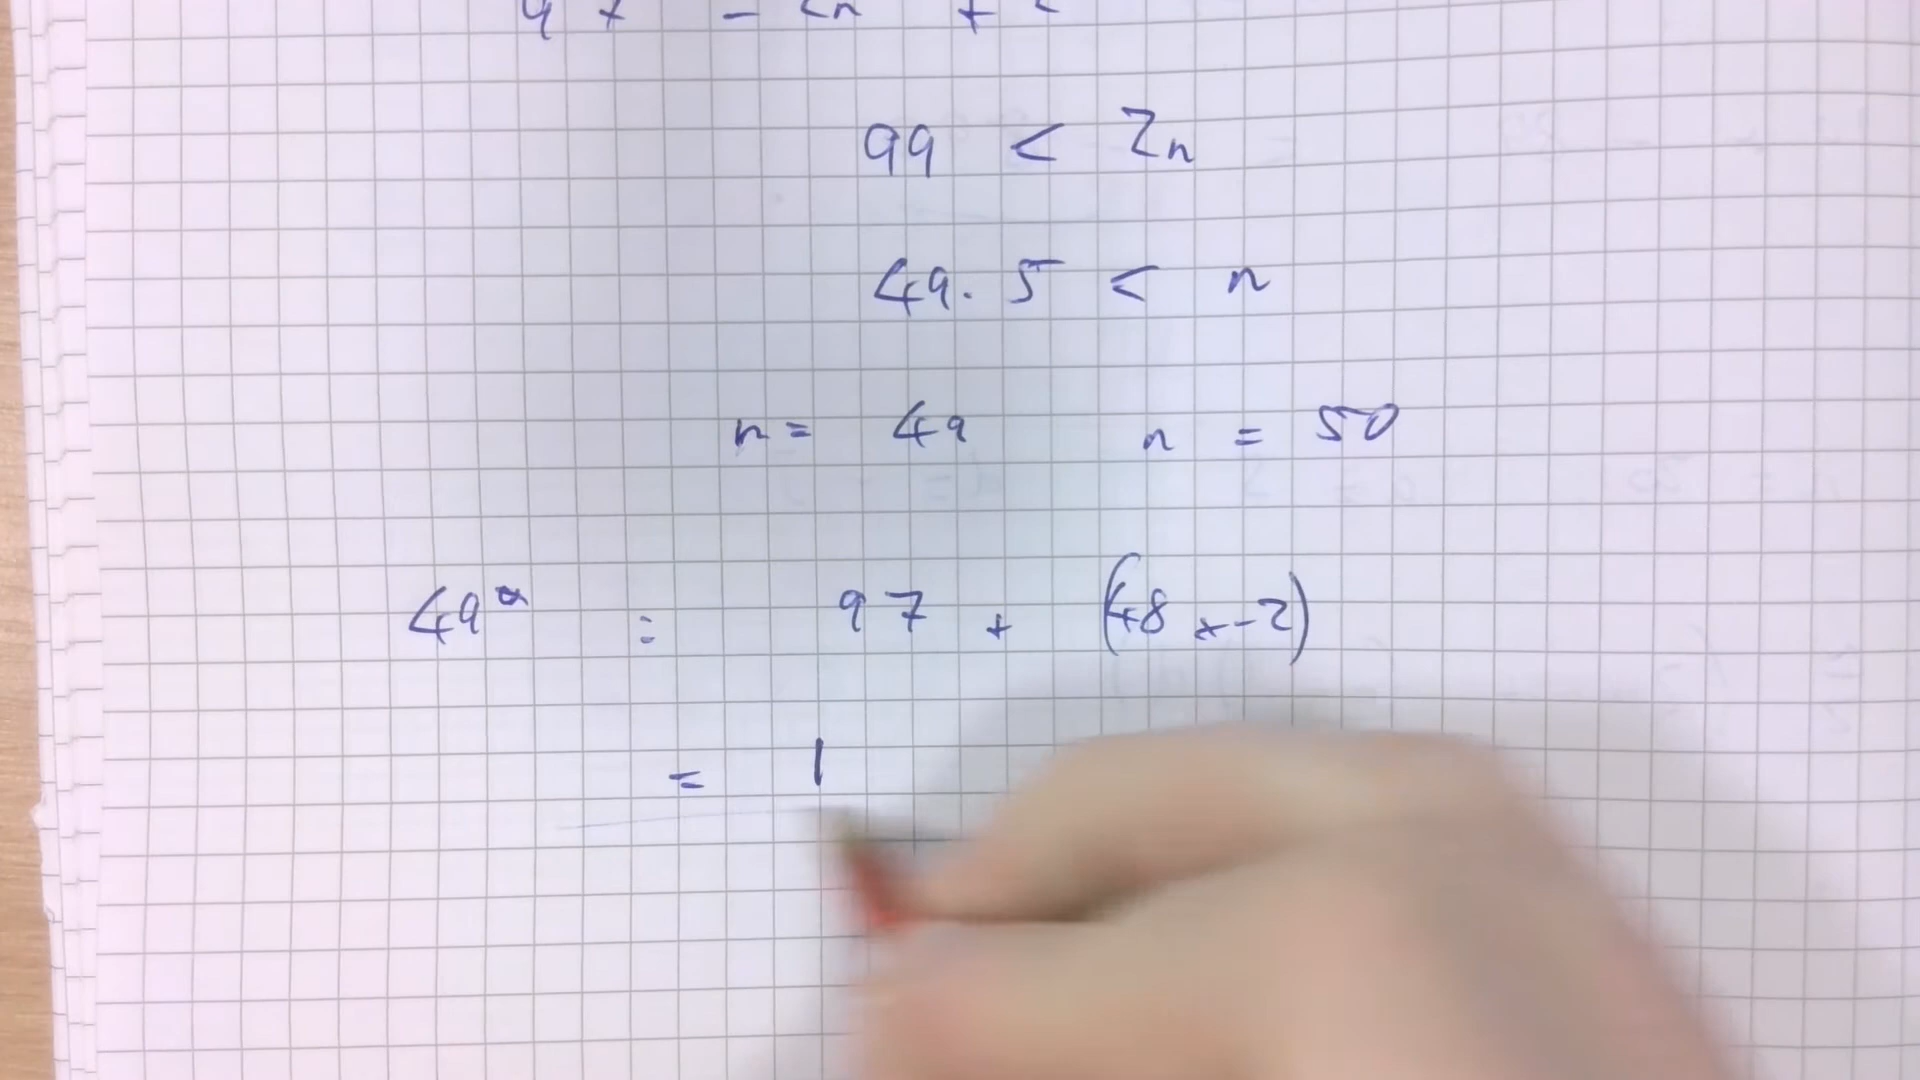 99 < 2n
49.5 < n
n = 49 n = 50
49th = 97 + (48 x -2)
= 1